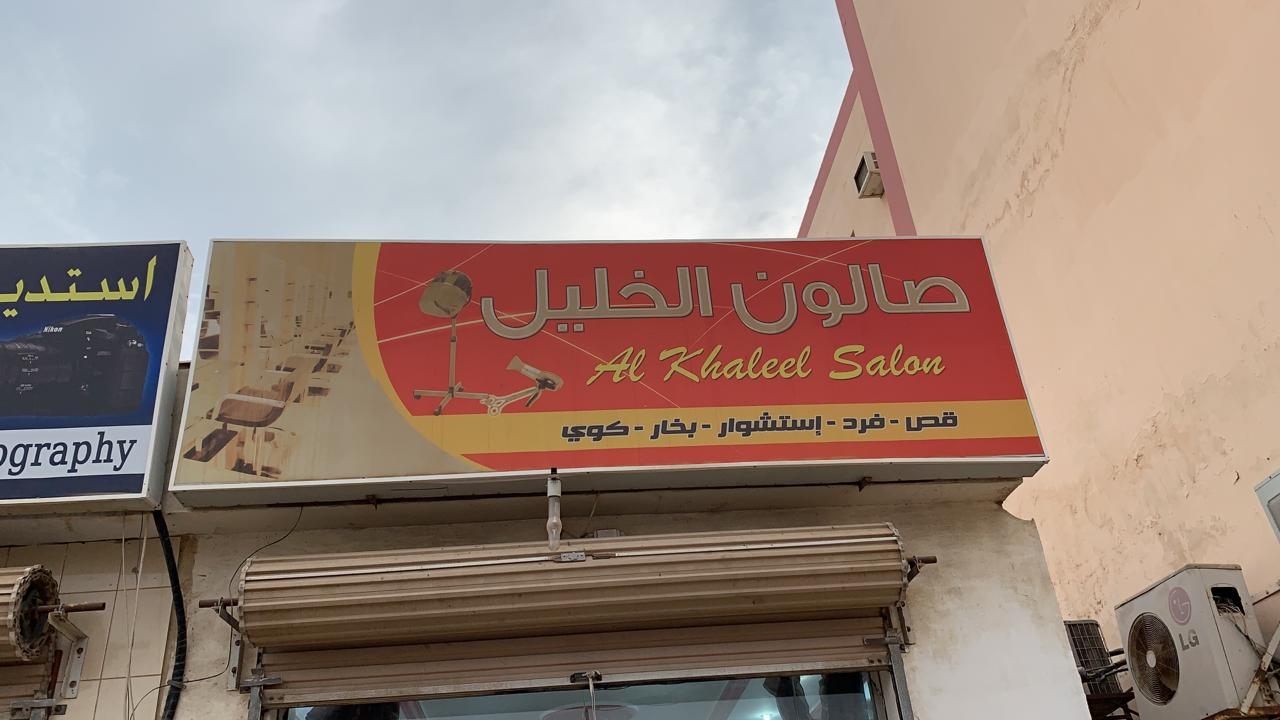 صالون الخليل
Al Khaleel Salon
قص - فرد - إستشوار - بخار - كوي
استدي
Nikon
ography
LG